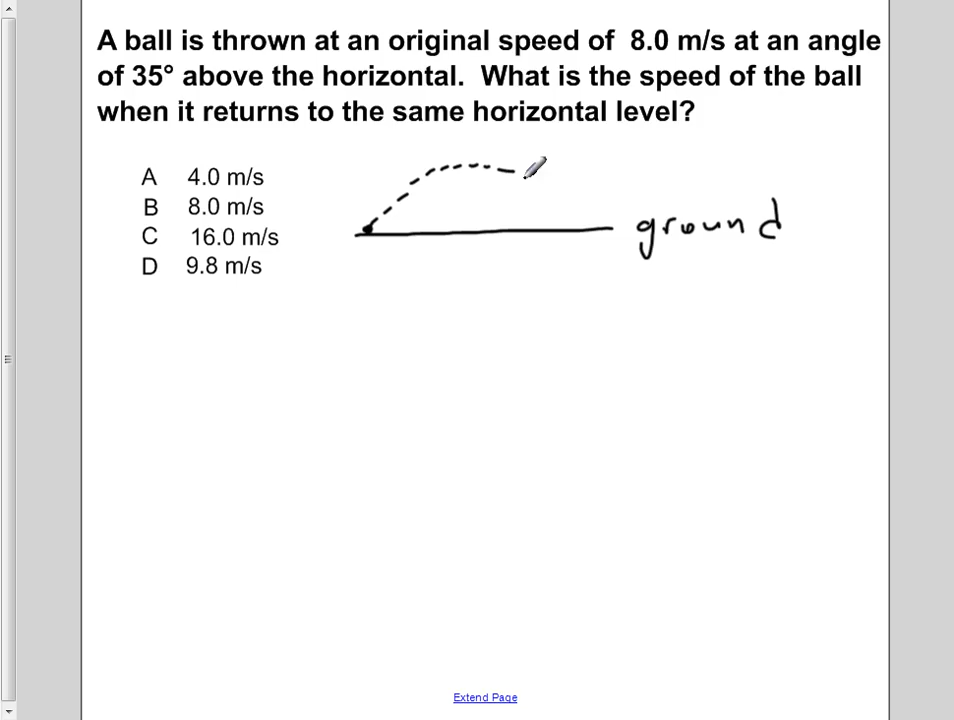 A ball is thrown at an original speed of 8.0 m/s at an angle
of 35° above the horizontal. What is the speed of the ball
when it returns to the same horizontal level?
A 4.0 m/s
B 8.0 m/s
C 16.0 m/s
D 9.8 m/s
ground
Extend Page